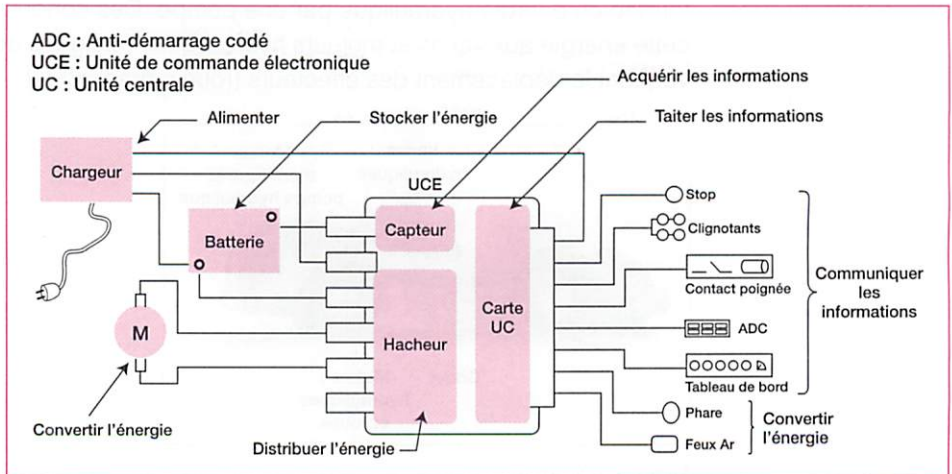 ADC : Anti-démarrage codé
UCE : Unité de commande électronique
UC : Unité centrale
Acquérir les informations
Alimenter
Stocker l'énergie
Taiter les informations
Chargeur
UCE
Stop
Capteur
Batterie
Clignotants
Contact poignée
Communiquer
les
informations
Carte
UC
ADC
M
Hacheur
Tableau de bord
Phare
Convertir
l'énergie
Convertir l'énergie
Distribuer l'énergie
Feux Ar